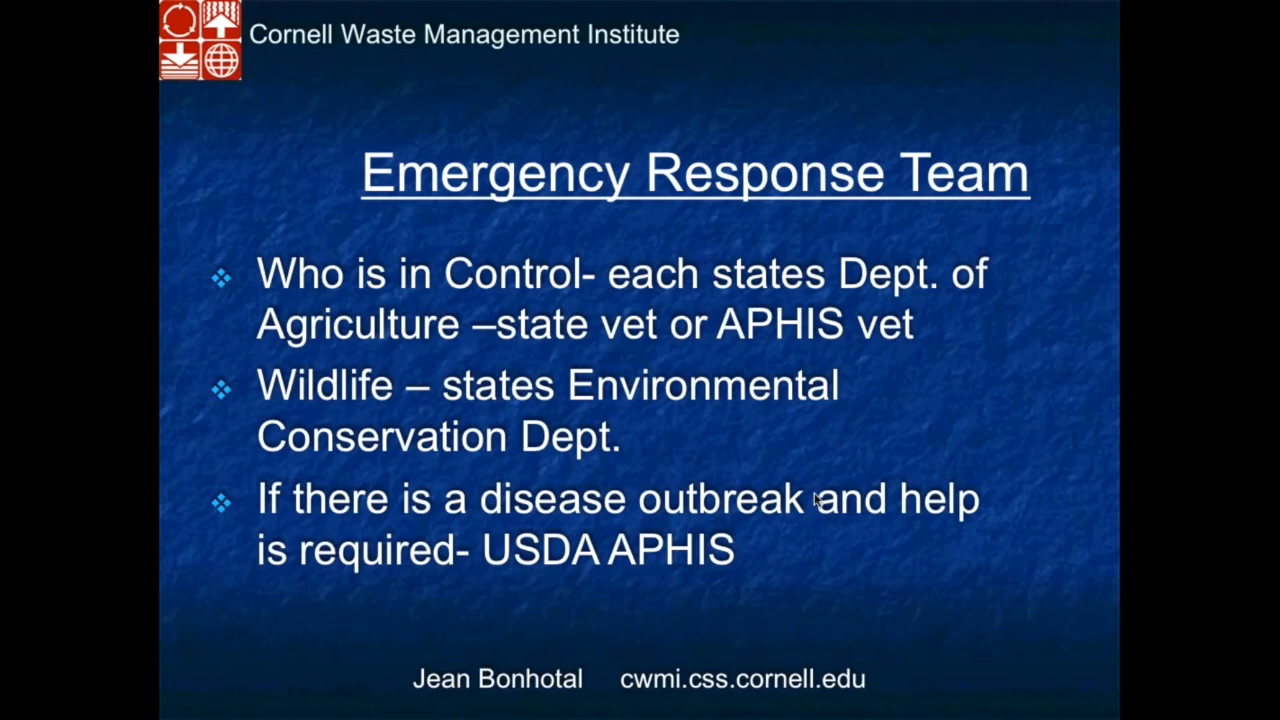 Cornell Waste Management Institute
Emergency Response Team
Who is in Control- each states Dept. of
Agriculture –state vet or APHIS vet
Wildlife – states Environmental
Conservation Dept.
If there is a disease outbreak and help
is required- USDA APHIS
Jean Bonhotal cwmi.css.cornell.edu